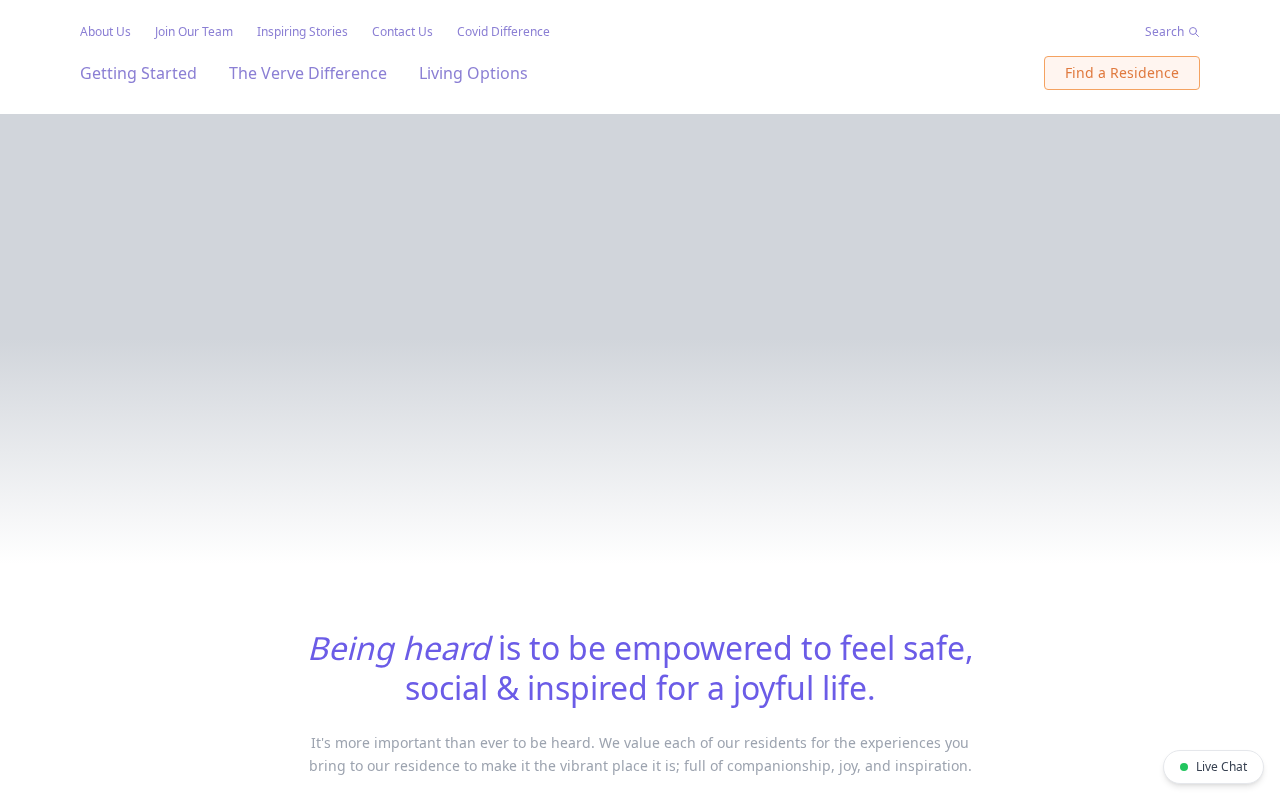 About Us Join Our Team Inspiring Stories Contact Us Covid Difference Search
Getting Started The Verve Difference Living Options Find a Residence
Being heard is to be empowered to feel safe,
social & inspired for a joyful life.
It's more important than ever to be heard. We value each of our residents for the experiences you
bring to our residence to make it the vibrant place it is; full of companionship, joy, and inspiration.
Live Chat